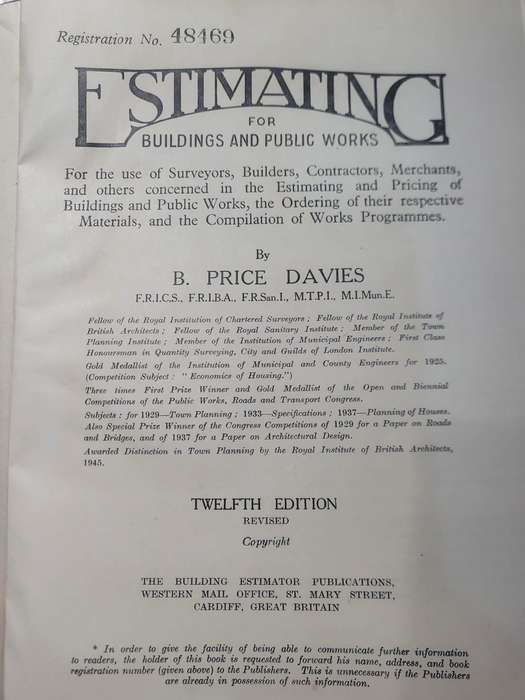 Registration No. 48469
ESTIMATING
FOR
BUILDINGS AND PUBLIC WORKS
For the use of Surveyors, Builders, Contractors, Merchants,
and others concerned in the Estimating and Pricing of
Buildings and Public Works, the Ordering of their respective
Materials, and the Compilation of Works Programmes.
By
B. PRICE DAVIES
F.R.I.C.S., F.R.I.B.A., F.R.San.I., M.T.P.I., M.I.Mun.E.
Fellow of the Royal Institution of Chartered Surveyors; Fellow of the Royal Institute of
British Architects; Fellow of the Royal Sanitary Institute; Member of the Town
Planning Institute; Member of the Institution of Municipal Engineers; First Class
Honoursman in Quantity Surveying, City and Guilds of London Institute.
Gold Medallist of the Institution of Municipal and County Engineers for 1925.
(Competition Subject: "Economics of Housing.")
Three times First Prize Winner and Gold Medallist of the Open and Biennial
Competitions of the Public Works, Roads and Transport Congress.
Subjects: for 1929—Town Planning; 1933—Specifications; 1937—Planning of Houses.
Also Special Prize Winner of the Congress Competitions of 1929 for a Paper on Roads
and Bridges, and of 1937 for a Paper on Architectural Design.
Awarded Distinction in Town Planning by the Royal Institute of British Architects,
1945.
TWELFTH EDITION
REVISED
Copyright
THE BUILDING ESTIMATOR PUBLICATIONS,
WESTERN MAIL OFFICE, ST. MARY STREET,
CARDIFF, GREAT BRITAIN
* In order to give the facility of being able to communicate further information
to readers, the holder of this book is requested to forward his name, address, and book
registration number (given above) to the Publishers. This is unnecessary if the Publishers
are already in possession of such information.